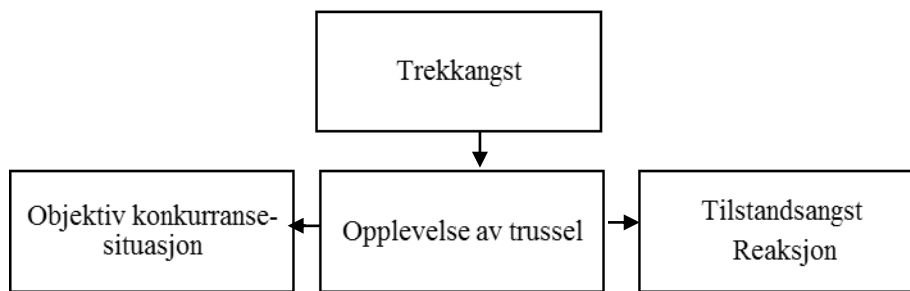 Trekkangst
Objektiv konkurranse-
situasjon
Opplevelse av trussel
Tilstandsangst
Reaksjon